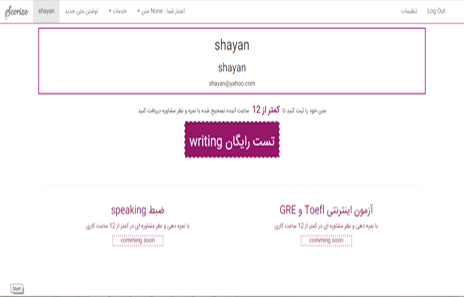 Scorize shayan نوشتن متن جدید خدمات اعتبار شما : None متن تنظیمات Log Out
shayan
shayan
shayan@yahoo.com
متن خود را ثبت کنید تا کمتر از 12 ساعت آینده تصحیح شده با نمره و نظر مشاوره دریافت کنید
تست رایگان writing
آزمون اینترنتی Toefl و GRE
با نمره دهی و نظر مشاوره ای در کمتر از 12 ساعت کاری
comming soon
ضبط speaking
با نمره دهی و نظر مشاوره ای در کمتر از 12 ساعت کاری
comming soon
Start